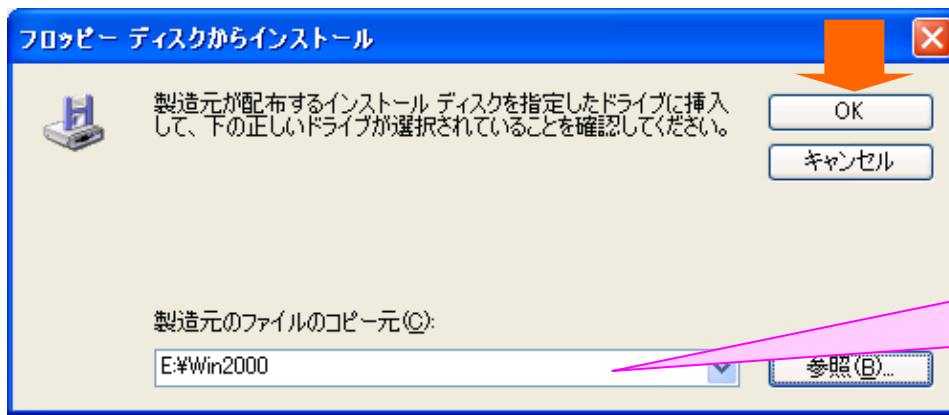 フロッピー ディスクからインストール
製造元が配布するインストール ディスクを指定したドライブに挿入
して、下の正しいドライブが選択されていることを確認してください。
OK
キャンセル
製造元のファイルのコピー元(C):
E:¥Win2000
参照(B)...